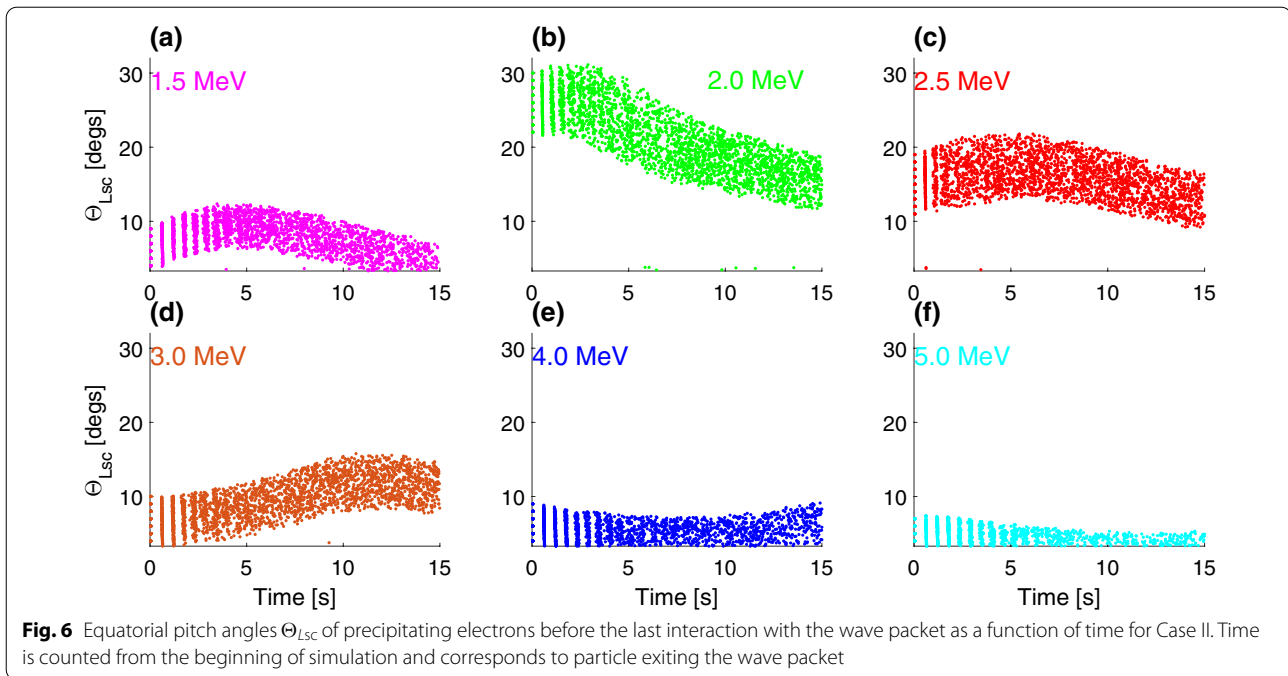 (a) (b) (c)
30 30 30
1.5 MeV 2.0 MeV 2.5 MeV
Θ_Lsc [degs]
20 20 20
10 10 10
0 5 10 15 0 5 10 15 0 5 10 15
(d) (e) (f)
30 30 30
3.0 MeV 4.0 MeV 5.0 MeV
Θ_Lsc [degs]
20 20 20
10 10 10
0 5 10 15 0 5 10 15 0 5 10 15
Time [s] Time [s] Time [s]
Fig. 6 Equatorial pitch angles Θ_Lsc of precipitating electrons before the last interaction with the wave packet as a function of time for Case II. Time
is counted from the beginning of simulation and corresponds to particle exiting the wave packet